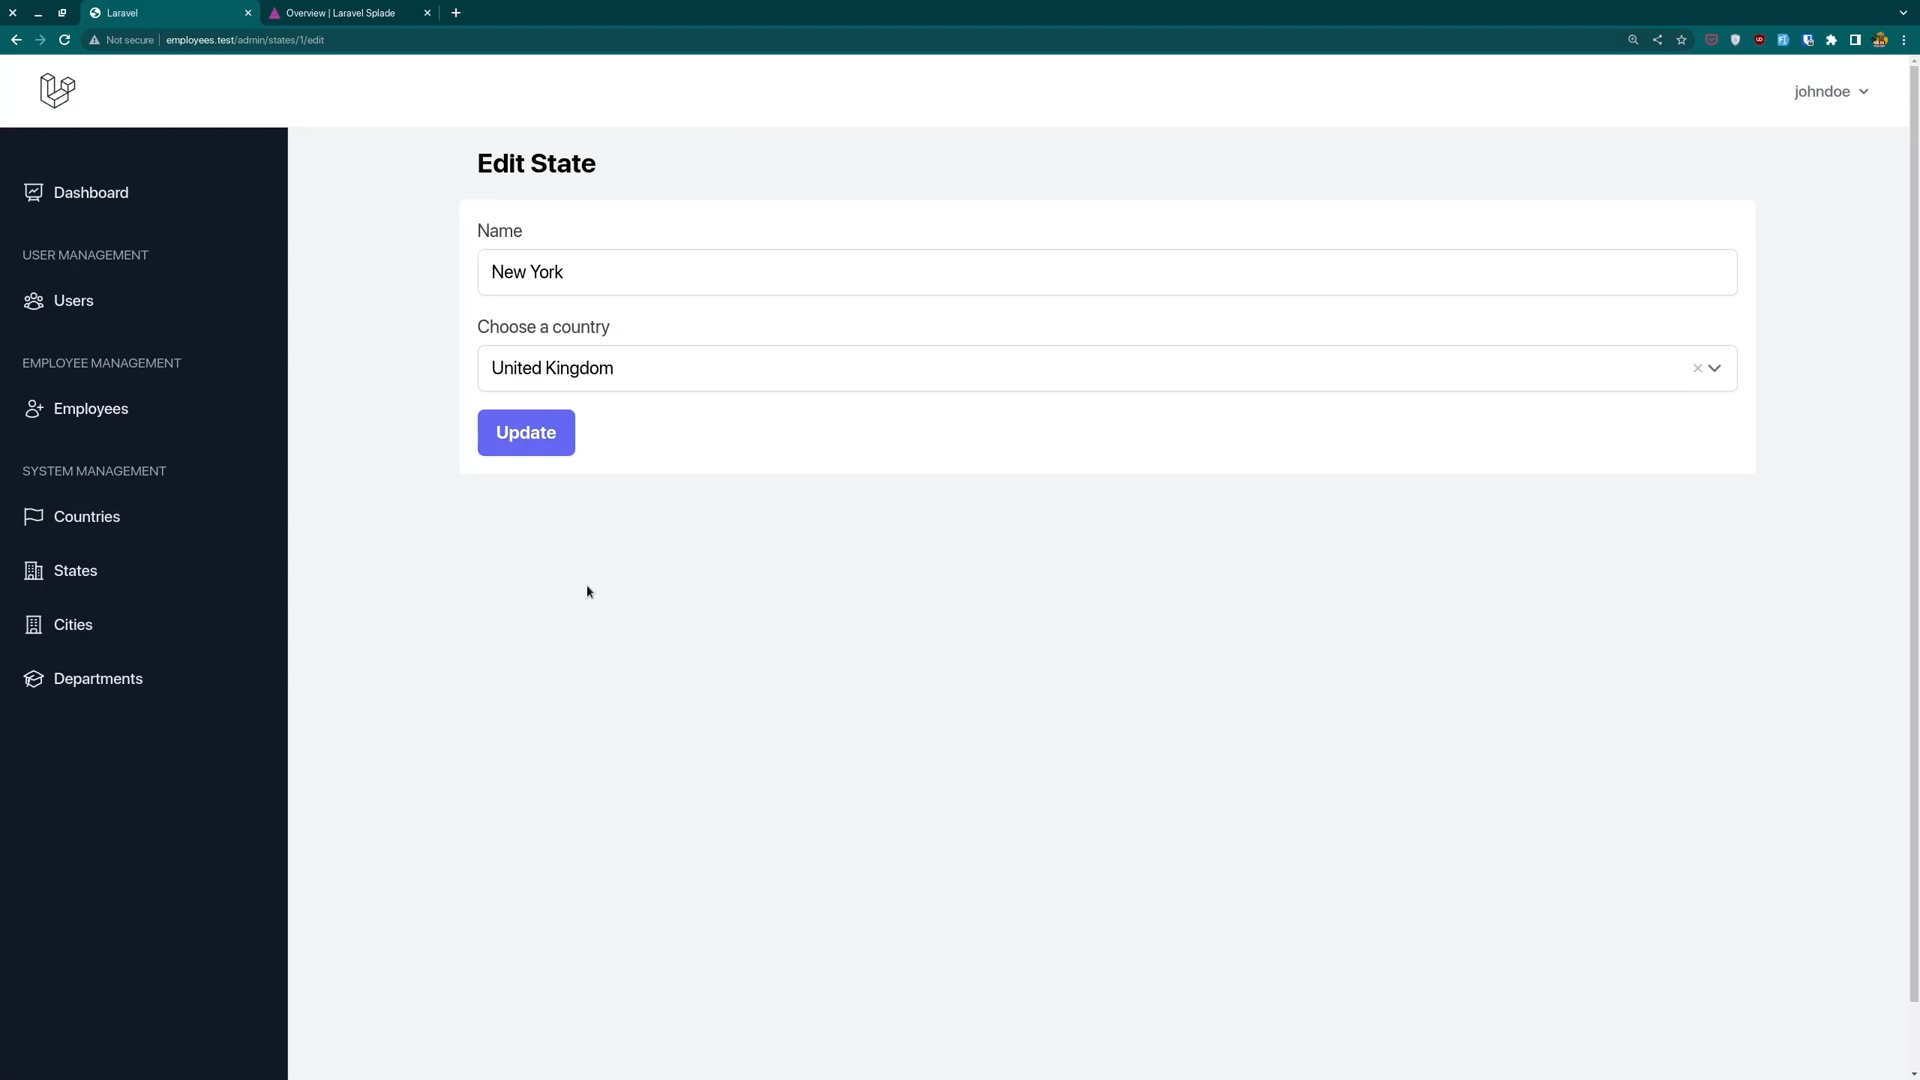 Laravel
Overview | Laravel Splade
Not secure
employees.test/admin/states/1/edit
johndoe
Dashboard
USER MANAGEMENT
Users
EMPLOYEE MANAGEMENT
Employees
SYSTEM MANAGEMENT
Countries
States
Cities
Departments
Edit State
Name
New York
Choose a country
United Kingdom
Update